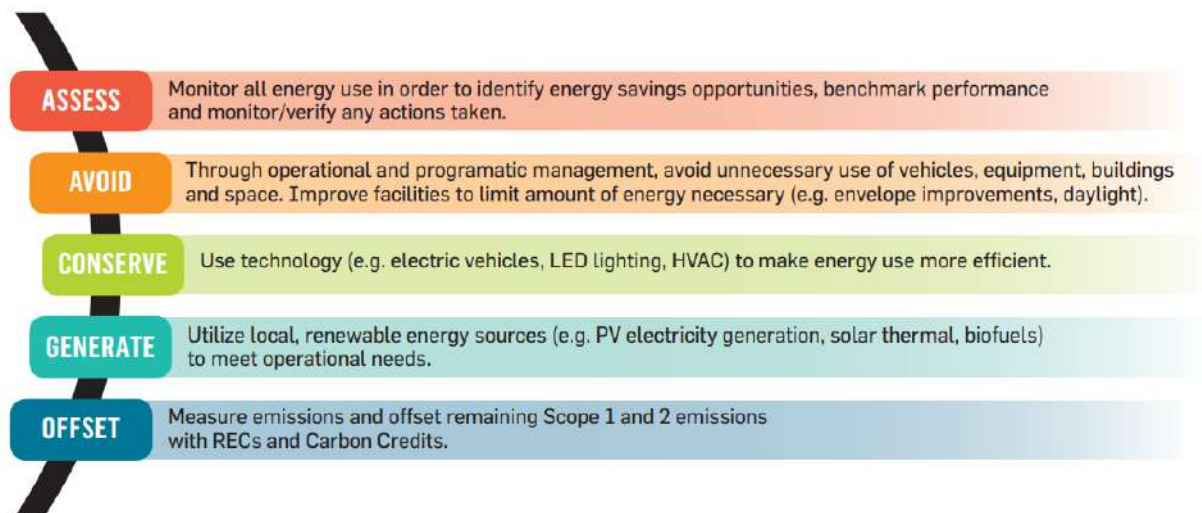 ASSESS
Monitor all energy use in order to identify energy savings opportunities, benchmark performance
and monitor/verify any actions taken.
AVOID
Through operational and programatic management, avoid unnecessary use of vehicles, equipment, buildings
and space. Improve facilities to limit amount of energy necessary (e.g. envelope improvements, daylight).
CONSERVE
Use technology (e.g. electric vehicles, LED lighting, HVAC) to make energy use more efficient.
GENERATE
Utilize local, renewable energy sources (e.g. PV electricity generation, solar thermal, biofuels)
to meet operational needs.
OFFSET
Measure emissions and offset remaining Scope 1 and 2 emissions
with RECs and Carbon Credits.